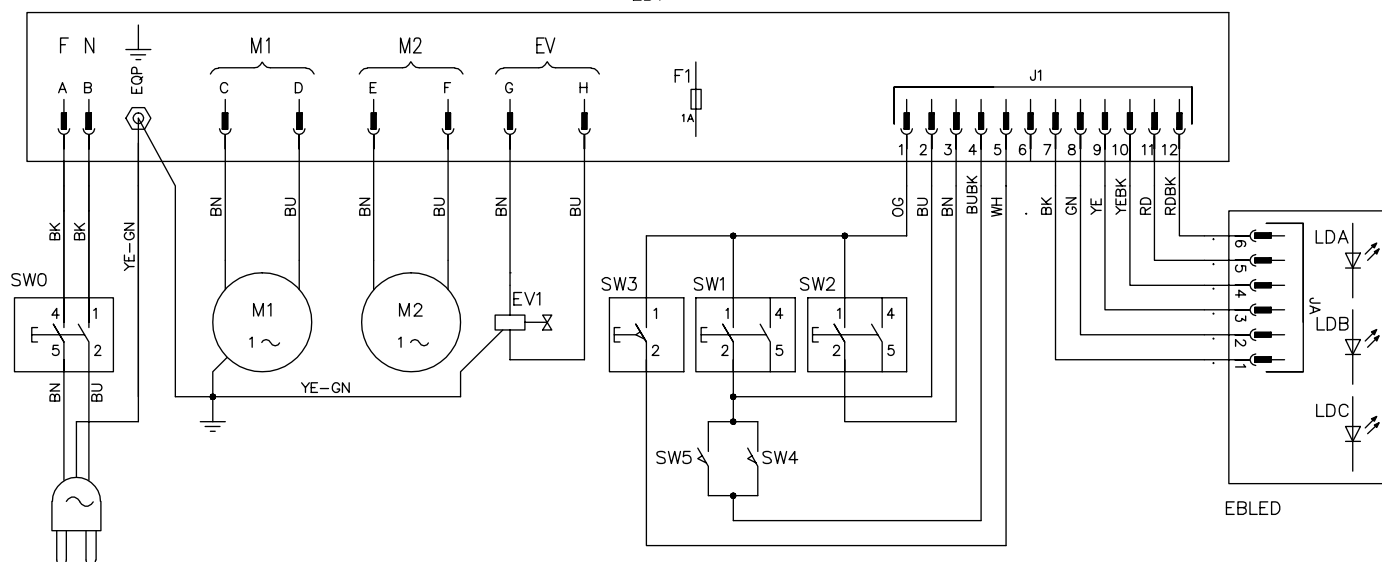 F N M1 M2 EV
A B EQP C D E F G H
F1
1A
J1
1 2 3 4 5 6 7 8 9 10 11 12
BK BK YE-GN BN BU BN BU BN BU
OG BU BN BUBK WH . BK GN YE YEBK RD RDBK
SW0
4 1
5 2
BN BU
M1
1
M2
1
EV1
YE-GN
SW3 SW1 SW2
1 1 4 1 4
2 2 5 2 5
SW5 SW4
6
5
4
3
2
1
JA
LDA
LDB
LDC
EBLED